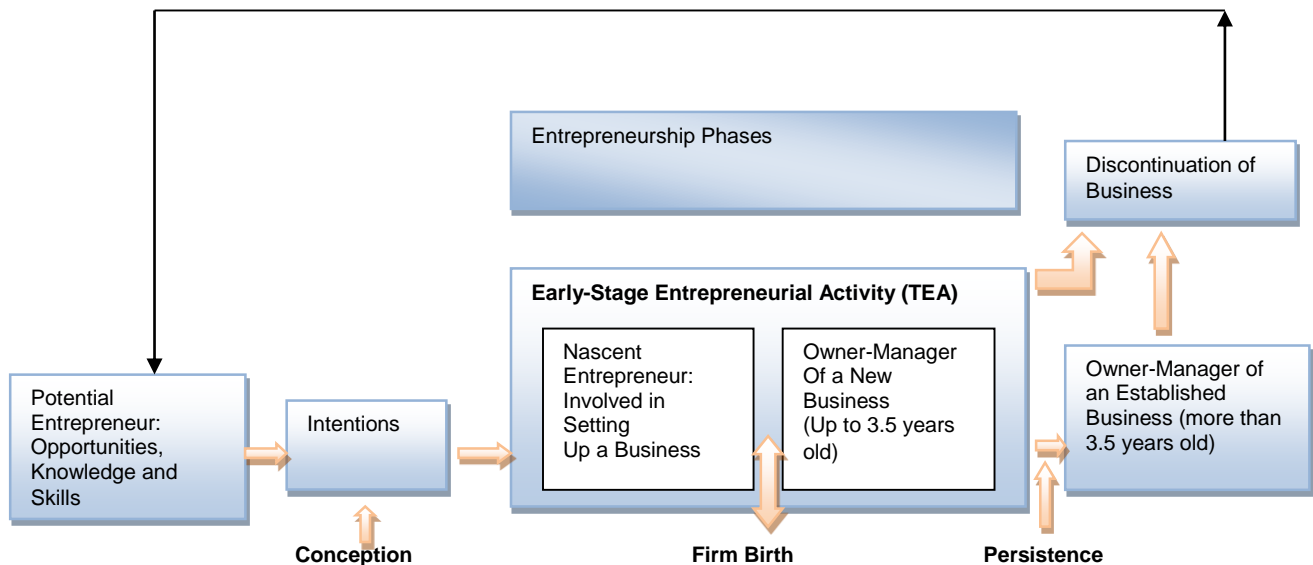 Entrepreneurship Phases
Discontinuation of
Business
Early-Stage Entrepreneurial Activity (TEA)
Potential
Entrepreneur:
Opportunities,
Knowledge and
Skills
Intentions
Nascent
Entrepreneur:
Involved in
Setting
Up a Business
Owner-Manager
Of a New
Business
(Up to 3.5 years
old)
Owner-Manager of
an Established
Business (more than
3.5 years old)
Conception
Firm Birth
Persistence